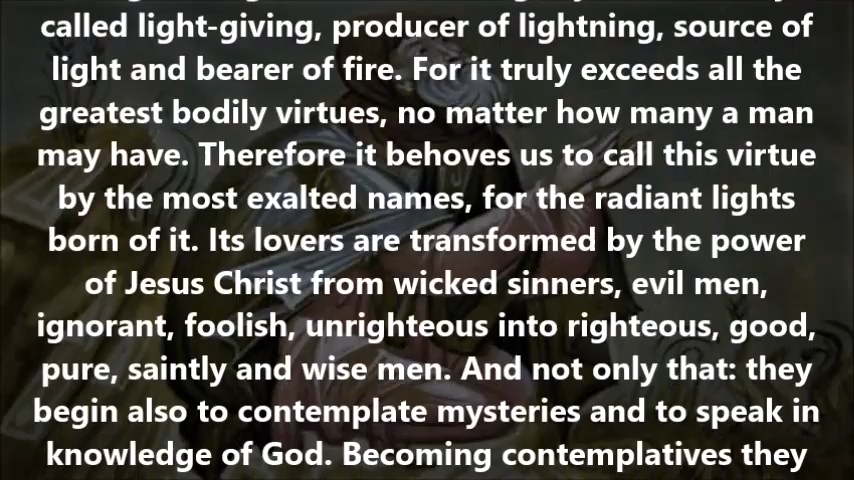 called light-giving, producer of lightning, source of
light and bearer of fire. For it truly exceeds all the
greatest bodily virtues, no matter how many a man
may have. Therefore it behoves us to call this virtue
by the most exalted names, for the radiant lights
born of it. Its lovers are transformed by the power
of Jesus Christ from wicked sinners, evil men,
ignorant, foolish, unrighteous into righteous, good,
pure, saintly and wise men. And not only that: they
begin also to contemplate mysteries and to speak in
knowledge of God. Becoming contemplatives they